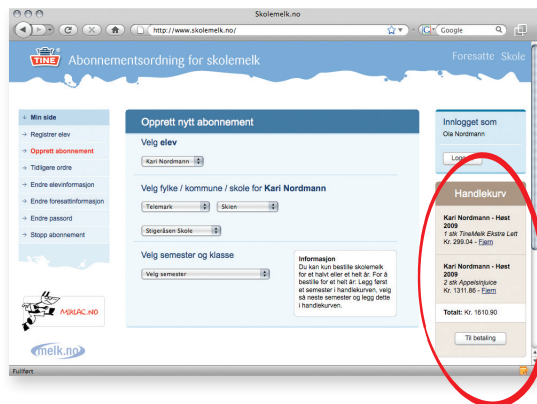 Skolemelk.no
http://www.skolemelk.no/
Google
TINE
Abonnementsordning for skolemelk
Foresatte Skole
Min side
Registrer elev
Opprett abonnement
Tidligere ordre
Endre elevinformasjon
Endre foresattinformasjon
Endre passord
Stopp abonnement
MIRLAC.NO
melk.no
Opprett nytt abonnement
Velg elev
Kari Nordmann
Velg fylke / kommune / skole for Kari Nordmann
Telemark
Skien
Stigeråsen Skole
Velg semester og klasse
Velg semester
Informasjon
Du kan kun bestille skolemelk
for et halvt eller et helt år. For å
bestille for et helt år: Legg først
et semester i handlekurven, velg
så neste semester og legg dette
i handlekurven.
Innlogget som
Ola Nordmann
Handlekurv
Kari Nordmann - Høst
2009
1 stk TineMelk Ekstra Lett
Kr. 299.04 - Fjern
Kari Nordmann - Høst
2009
2 stk Appelsinjuice
Kr. 1311.86 - Fjern
Totalt: Kr. 1610.90
Til betaling
Fullført